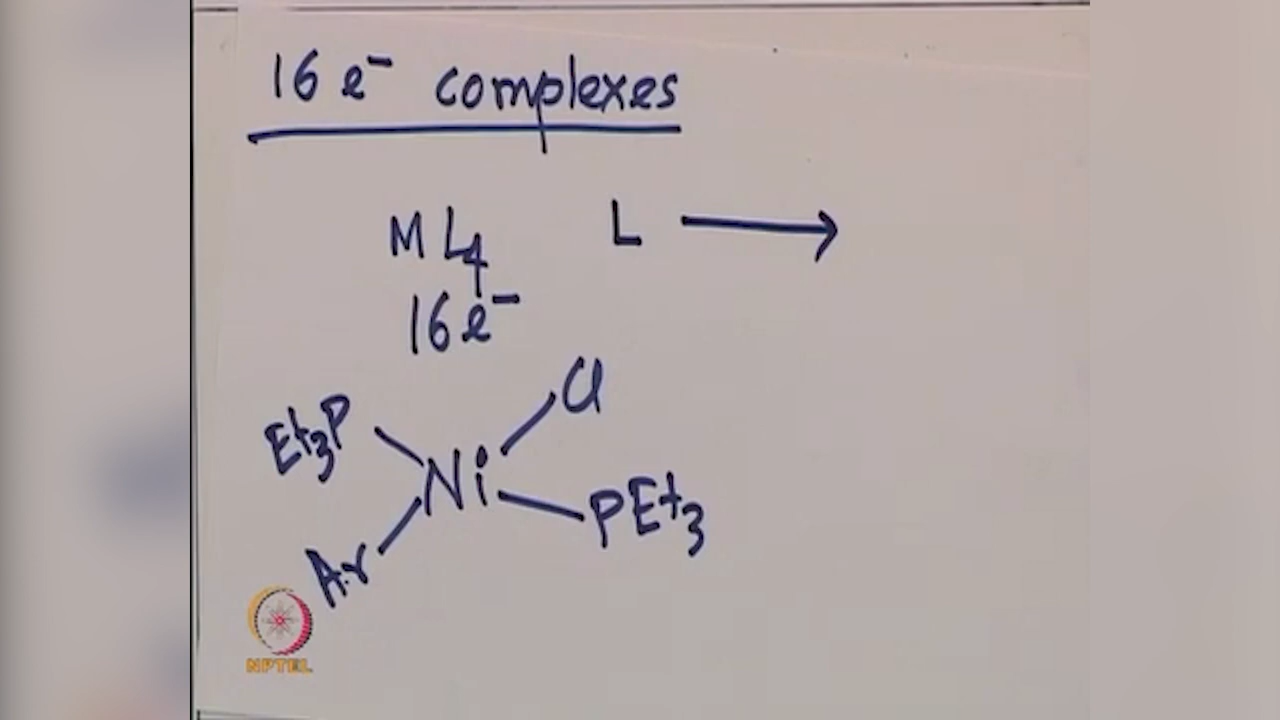 16 e⁻ complexes
ML₄ L ⟶
16 e⁻
Et₃P Cl
Ni
Ar PEt₃
NPTEL